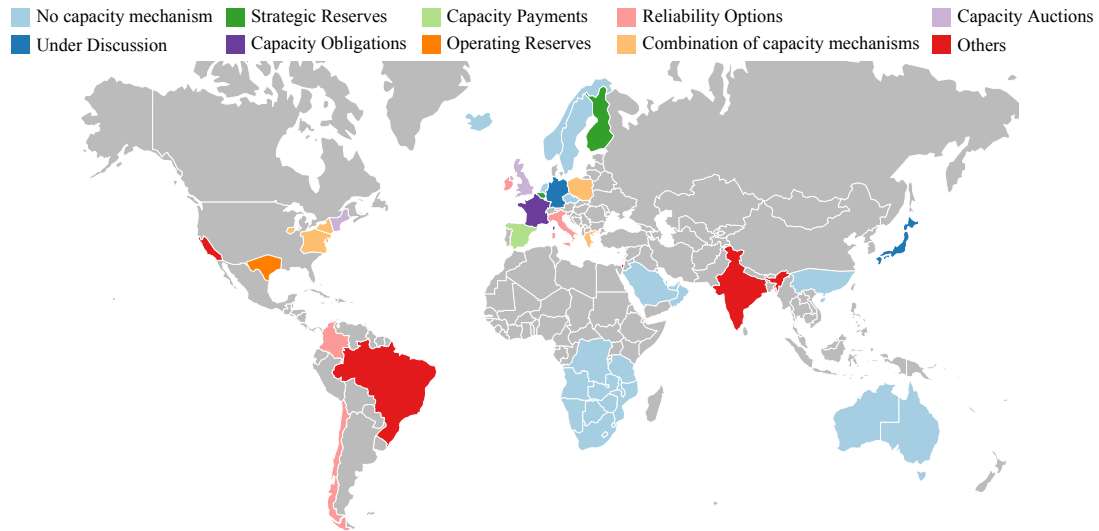 No capacity mechanism Strategic Reserves Capacity Payments Reliability Options Capacity Auctions
Under Discussion Capacity Obligations Operating Reserves Combination of capacity mechanisms Others